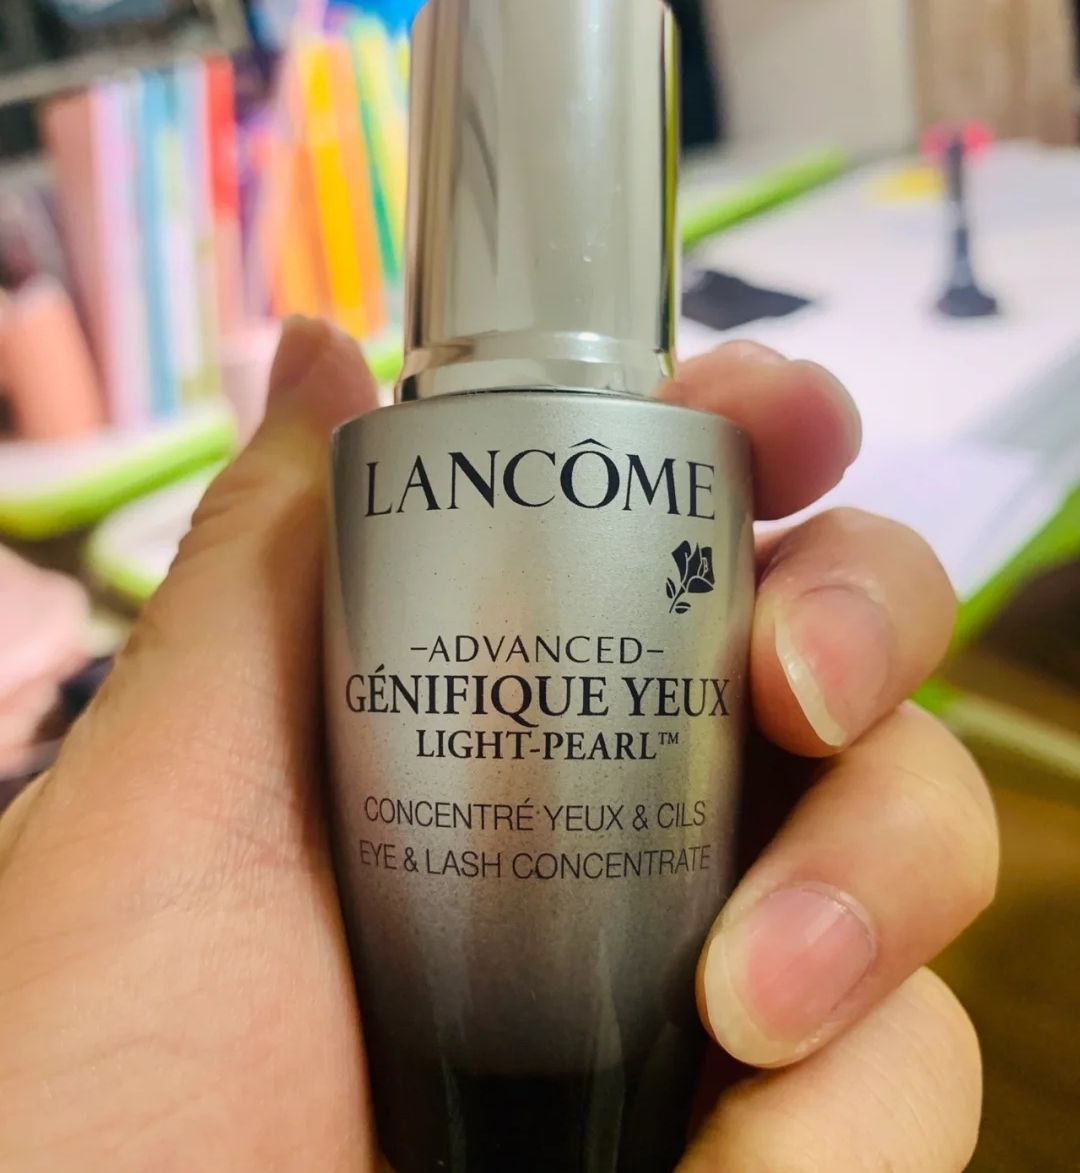 LANCÔME
-ADVANCED-
GÉNIFIQUE YEUX
LIGHT-PEARL™
CONCENTRÉ YEUX & CILS
EYE & LASH CONCENTRATE